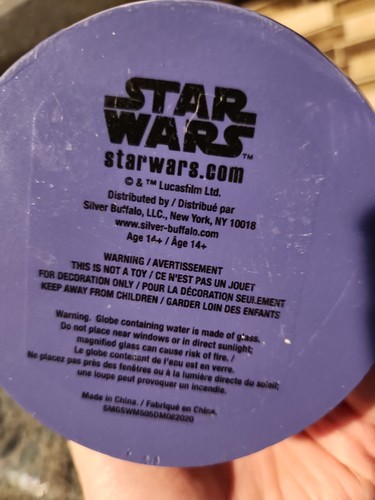 STAR
WARS™
starwars.com
© & ™ Lucasfilm Ltd.
Distributed by / Distribué par
Silver Buffalo, LLC., New York, NY 10018
www.silver-buffalo.com
Age 14+ / Âge 14+
WARNING / AVERTISSEMENT
THIS IS NOT A TOY / CE N'EST PAS UN JOUET
FOR DECORATION ONLY / POUR LA DÉCORATION SEULEMENT
KEEP AWAY FROM CHILDREN / GARDER LOIN DES ENFANTS
Warning. Globe containing water is made of glass.
Do not place near windows or in direct sunlight;
magnified glass can cause risk of fire. /
Le globe contenant de l'eau est en verre.
Ne placez pas près des fenêtres ou à la lumière directe du soleil;
une loupe peut provoquer un incendie.
Made in China. / Fabriqué en China.
SMGSWM505DM082020